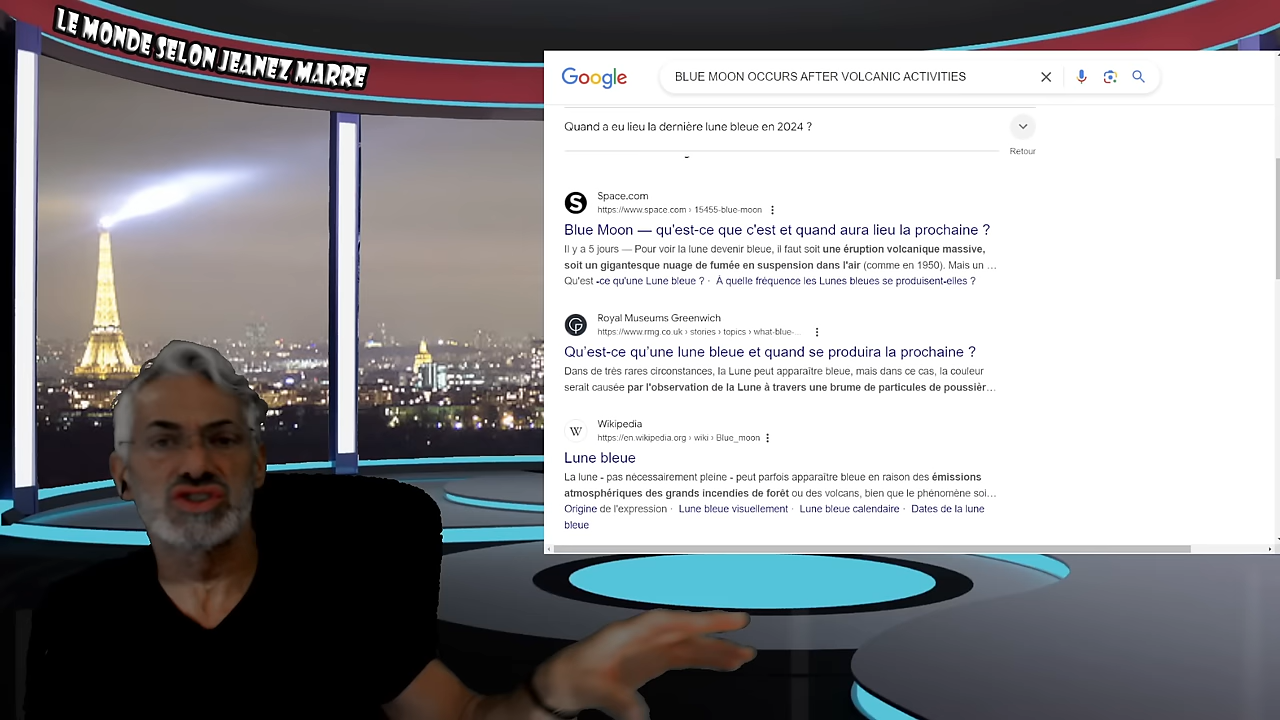 LE MONDE SELON JEANEZ MARRE
Google
BLUE MOON OCCURS AFTER VOLCANIC ACTIVITIES
Quand a eu lieu la dernière lune bleue en 2024 ?
Retour
Space.com
https://www.space.com › 15455-blue-moon
Blue Moon — qu'est-ce que c'est et quand aura lieu la prochaine ?
Il y a 5 jours — Pour voir la lune devenir bleue, il faut soit une éruption volcanique massive,
soit un gigantesque nuage de fumée en suspension dans l'air (comme en 1950). Mais un ...
Qu'est -ce qu'une Lune bleue ? · À quelle fréquence les Lunes bleues se produisent-elles ?
Royal Museums Greenwich
https://www.rmg.co.uk › stories › topics › what-blue-...
Qu'est-ce qu'une lune bleue et quand se produira la prochaine ?
Dans de très rares circonstances, la Lune peut apparaître bleue, mais dans ce cas, la couleur
serait causée par l'observation de la Lune à travers une brume de particules de poussièr...
W
Wikipedia
https://en.wikipedia.org › wiki › Blue_moon
Lune bleue
La lune - pas nécessairement pleine - peut parfois apparaître bleue en raison des émissions
atmosphériques des grands incendies de forêt ou des volcans, bien que le phénomène soi...
Origine de l'expression · Lune bleue visuellement · Lune bleue calendaire · Dates de la lune
bleue